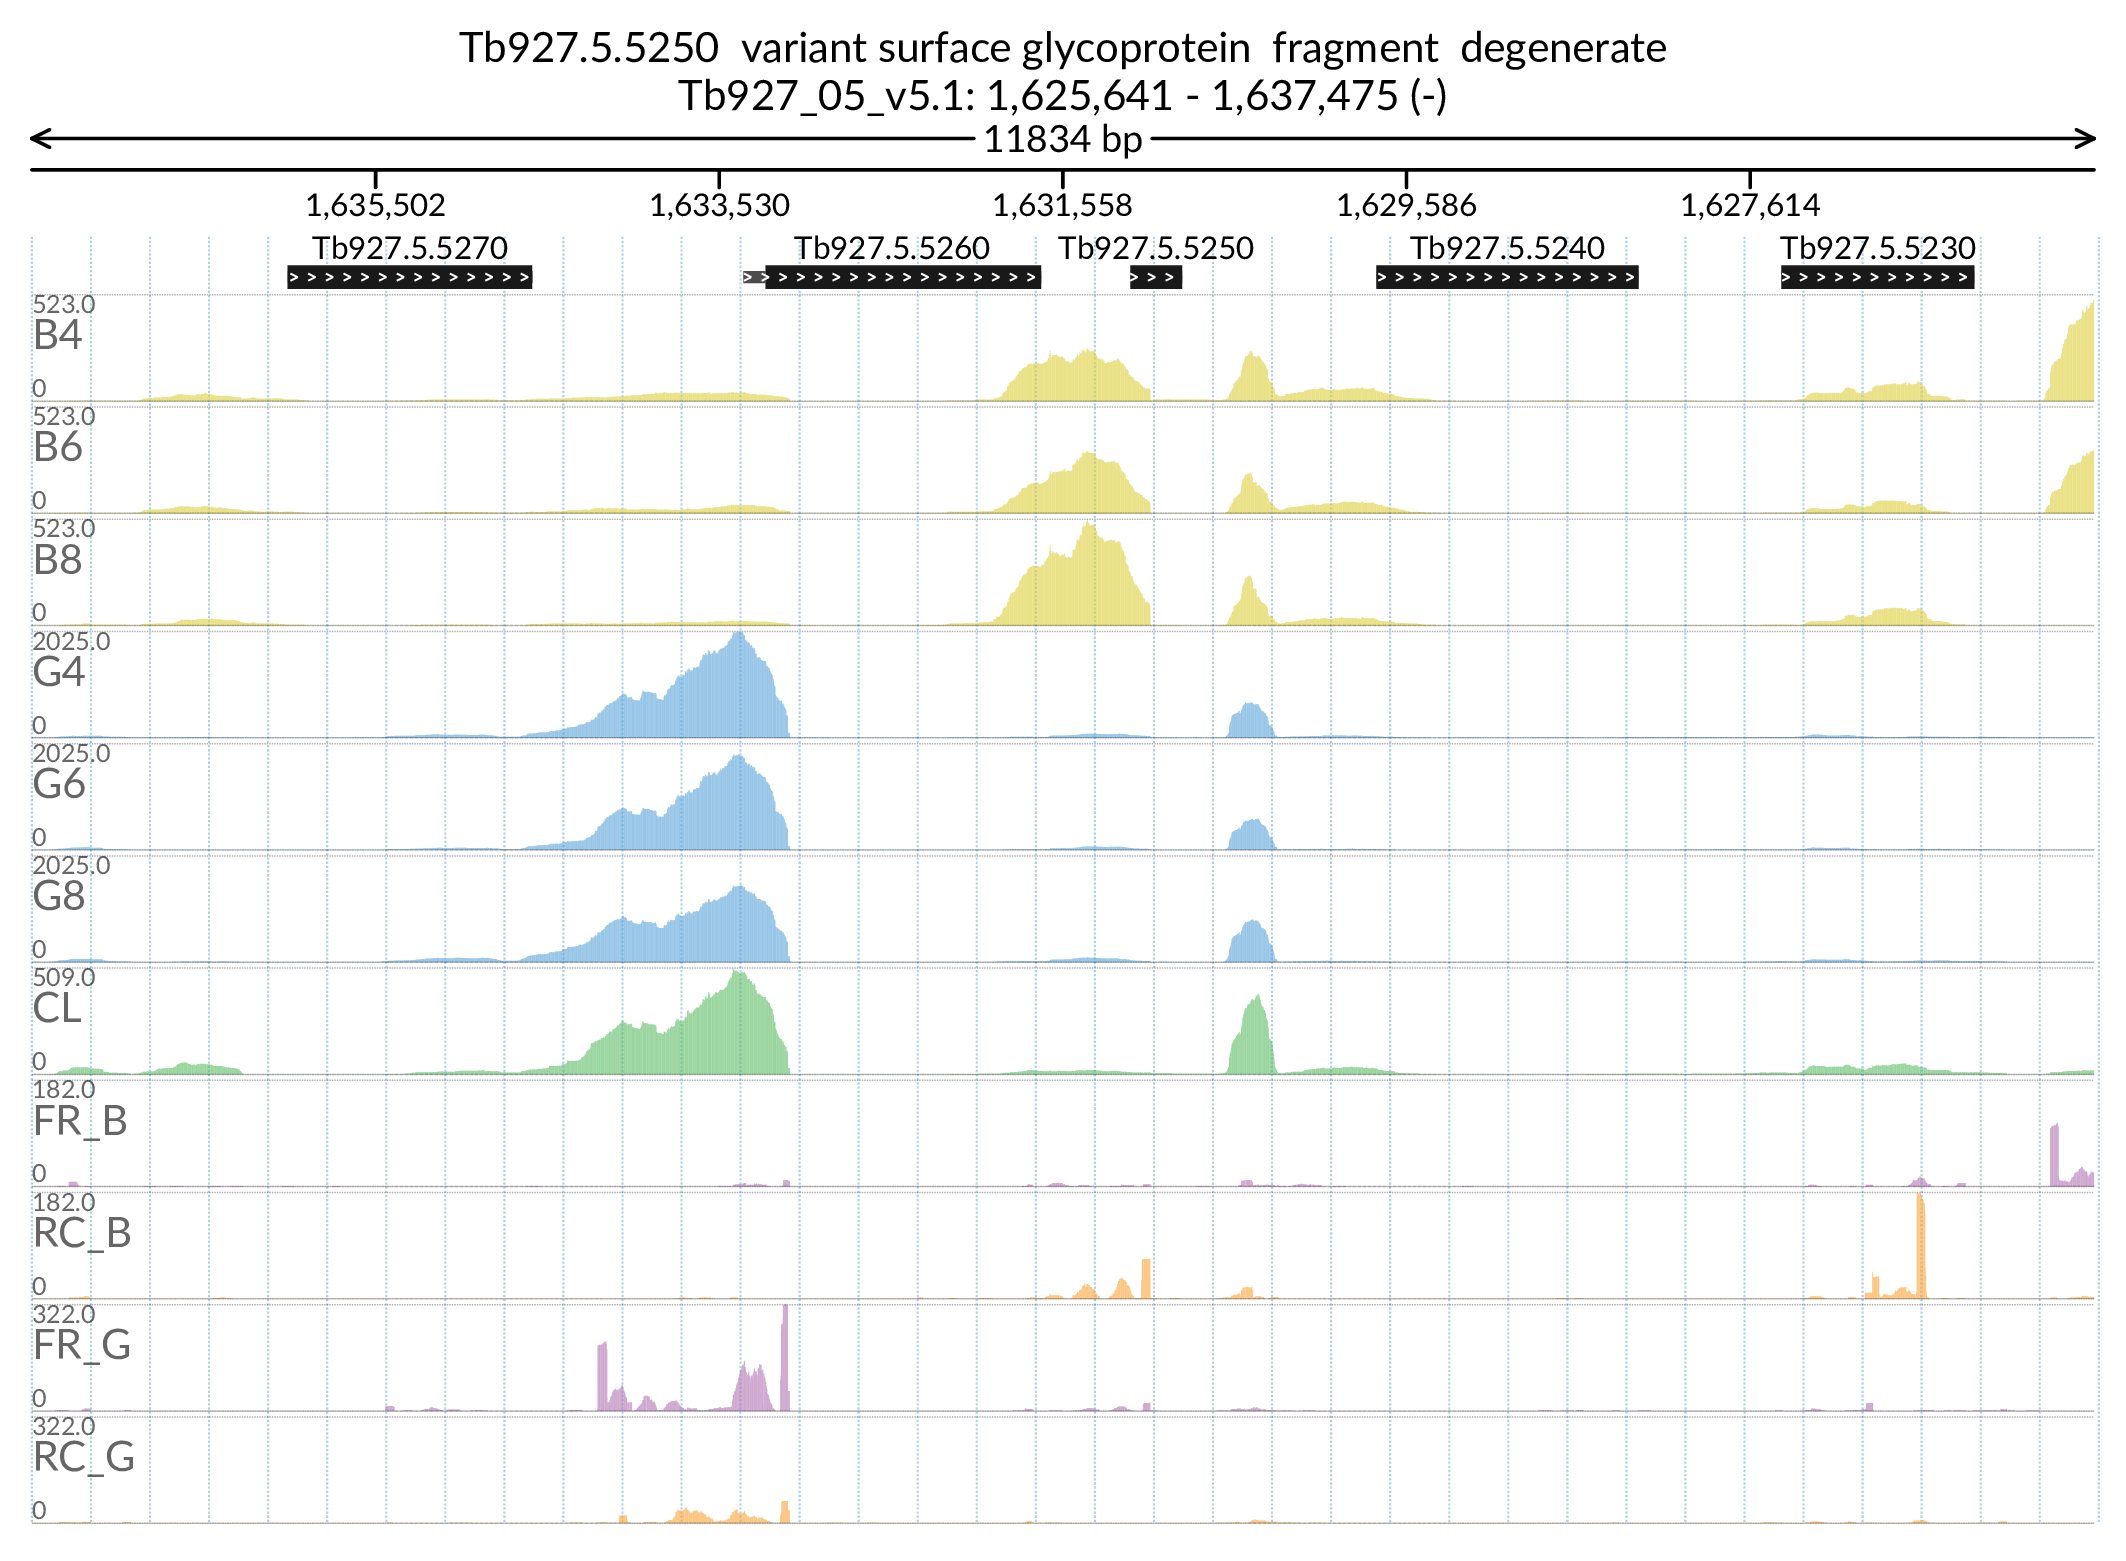 Tb927.5.5250 variant surface glycoprotein fragment degenerate
Tb927_05_v5.1: 1,625,641 - 1,637,475 (-)
11834 bp
1,635,502 1,633,530 1,631,558 1,629,586 1,627,614
Tb927.5.5270 Tb927.5.5260 Tb927.5.5250 Tb927.5.5240 Tb927.5.5230
523.0
B4
0
523.0
B6
0
523.0
B8
0
2025.0
G4
0
2025.0
G6
0
2025.0
G8
0
509.0
CL
0
182.0
FR_B
0
182.0
RC_B
0
322.0
FR_G
0
322.0
RC_G
0